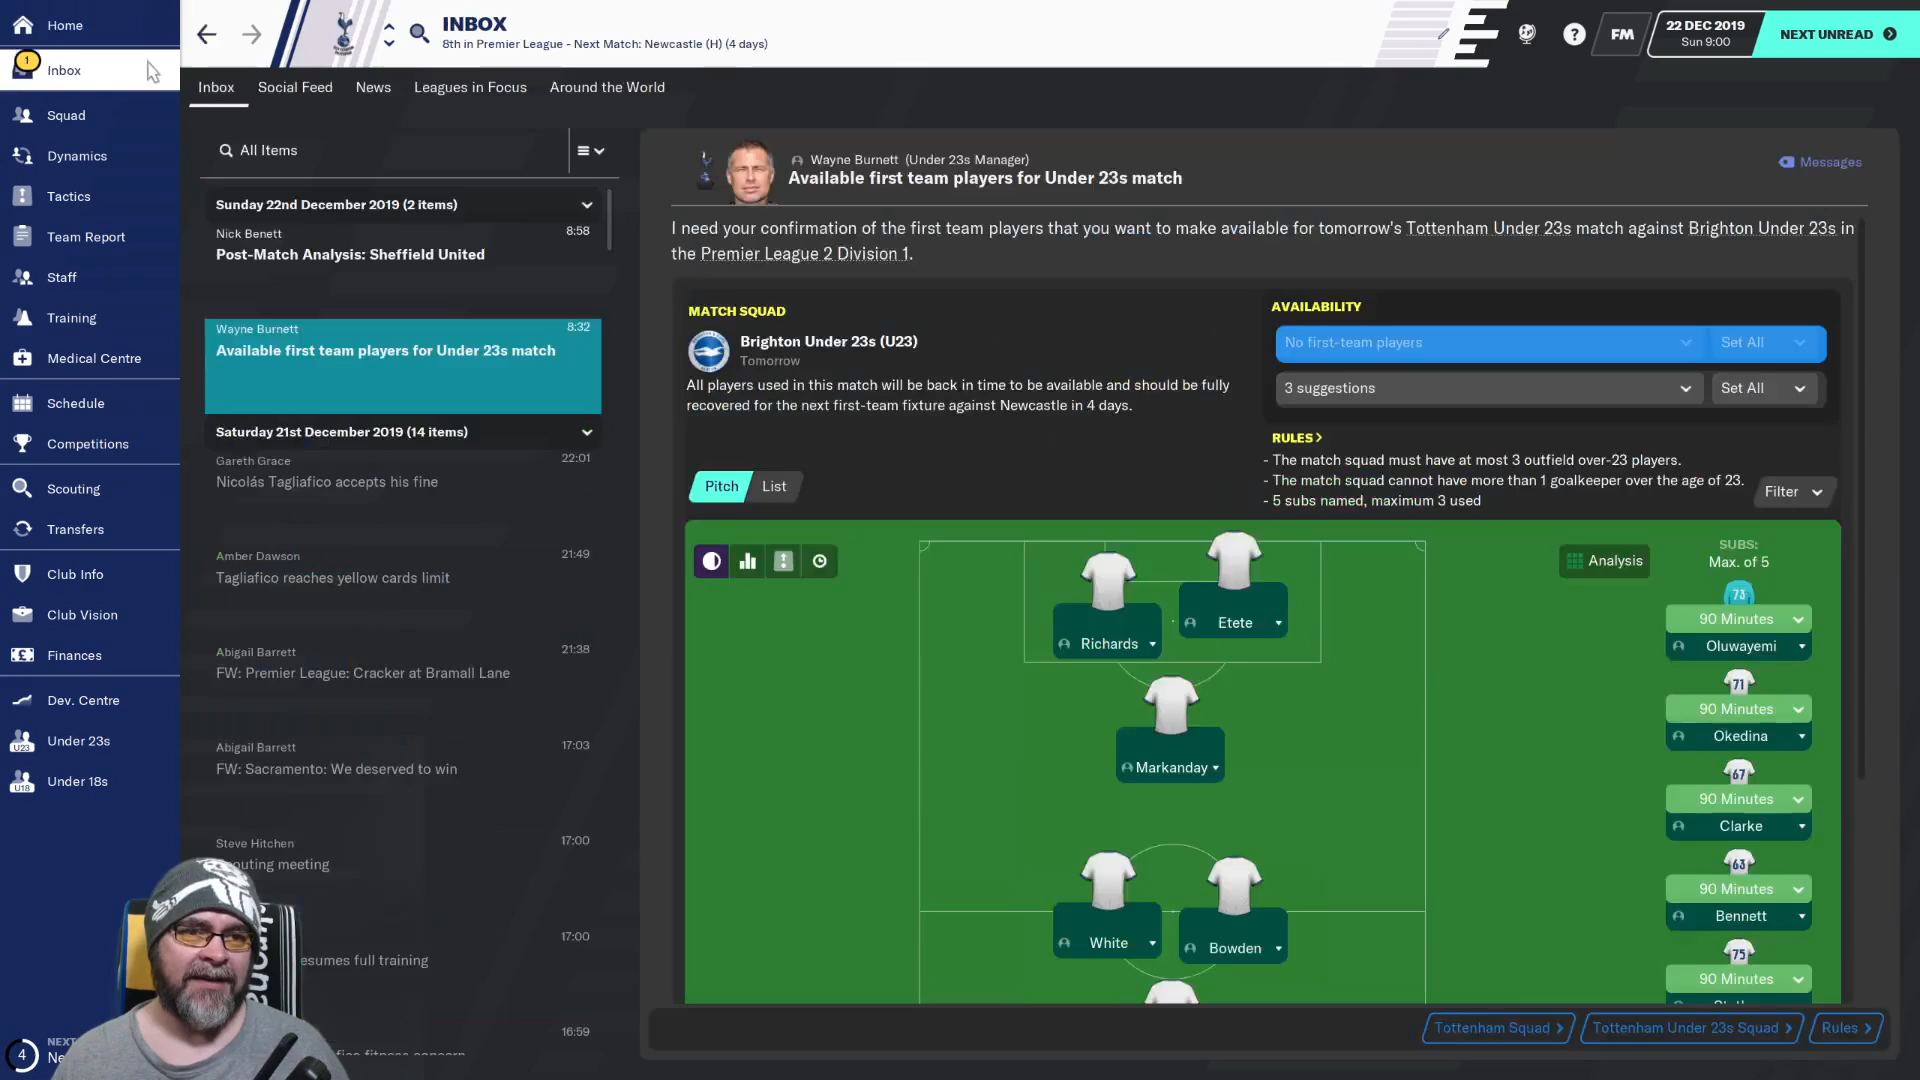 Home
1
Inbox
Squad
Dynamics
Tactics
Team Report
Staff
Training
Medical Centre
Schedule
Competitions
Scouting
Transfers
Club Info
Club Vision
Finances
Dev. Centre
U23 Under 23s
U18 Under 18s
4 NEXT
INBOX
8th in Premier League - Next Match: Newcastle (H) (4 days)
?
FM
22 DEC 2019
Sun 9:00
NEXT UNREAD
Inbox Social Feed News Leagues in Focus Around the World
All Items
Sunday 22nd December 2019 (2 items)
Nick Benett 8:58
Post-Match Analysis: Sheffield United
Wayne Burnett 8:32
Available first team players for Under 23s match
Saturday 21st December 2019 (14 items)
Gareth Grace 22:01
Nicolás Tagliafico accepts his fine
Amber Dawson 21:49
Tagliafico reaches yellow cards limit
Abigail Barrett 21:38
FW: Premier League: Cracker at Bramall Lane
Abigail Barrett 17:03
FW: Sacramento: We deserved to win
Steve Hitchen 17:00
meeting
17:00
full training
16:59
fitness concern
Wayne Burnett (Under 23s Manager)
Available first team players for Under 23s match
Messages
I need your confirmation of the first team players that you want to make available for tomorrow's Tottenham Under 23s match against Brighton Under 23s in
the Premier League 2 Division 1.
MATCH SQUAD
Brighton Under 23s (U23)
Tomorrow
All players used in this match will be back in time to be available and should be fully
recovered for the next first-team fixture against Newcastle in 4 days.
AVAILABILITY
No first-team players Set All
3 suggestions Set All
RULES >
- The match squad must have at most 3 outfield over-23 players.
- The match squad cannot have more than 1 goalkeeper over the age of 23.
- 5 subs named, maximum 3 used
Filter
Pitch List
Analysis
Richards
Etete
Markanday
White
Bowden
SUBS:
Max. of 5
73
90 Minutes
Oluwayemi
71
90 Minutes
Okedina
67
90 Minutes
Clarke
63
90 Minutes
Bennett
75
90 Minutes
Tottenham Squad > Tottenham Under 23s Squad > Rules >